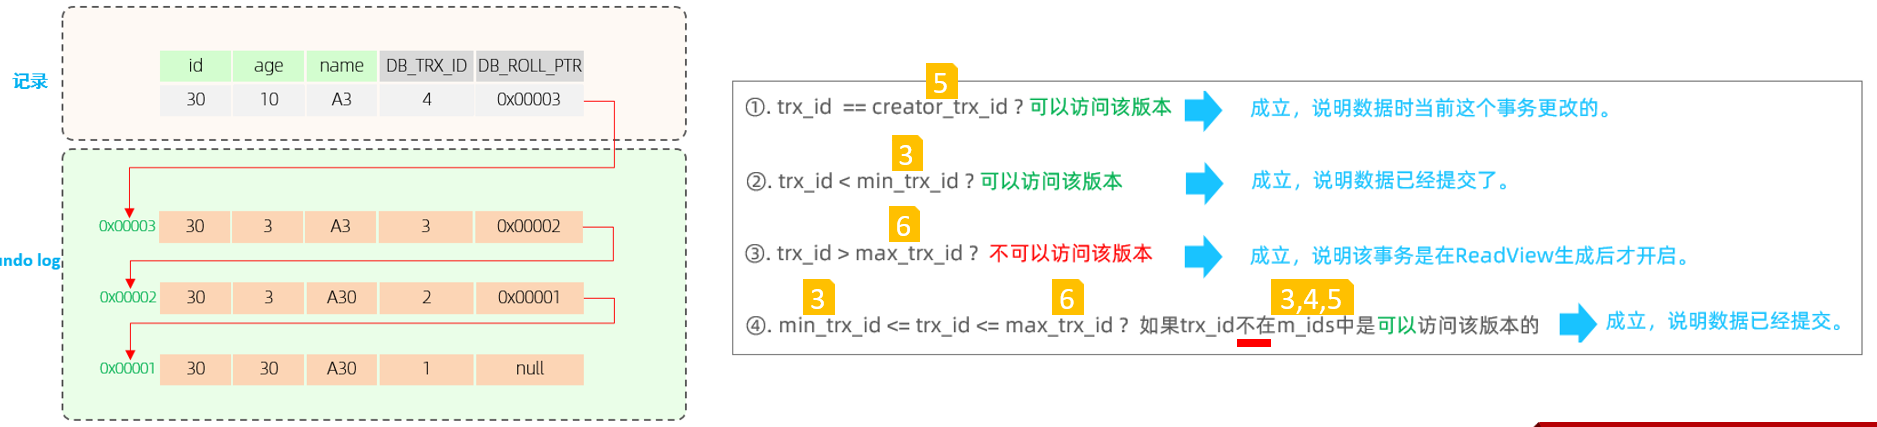 记录
id age name DB_TRX_ID DB_ROLL_PTR
30 10 A3 4 0x00003
undo log
0x00003 30 3 A3 3 0x00002
0x00002 30 3 A30 2 0x00001
0x00001 30 30 A30 1 null
5
①. trx_id == creator_trx_id ? 可以访问该版本 成立，说明数据时当前这个事务更改的。
3
②. trx_id < min_trx_id ? 可以访问该版本 成立，说明数据已经提交了。
6
③. trx_id > max_trx_id ? 不可以访问该版本 成立，说明该事务是在ReadView生成后才开启。
3 6 3,4,5
④. min_trx_id <= trx_id <= max_trx_id ? 如果trx_id不在m_ids中是可以访问该版本的 成立，说明数据已经提交。